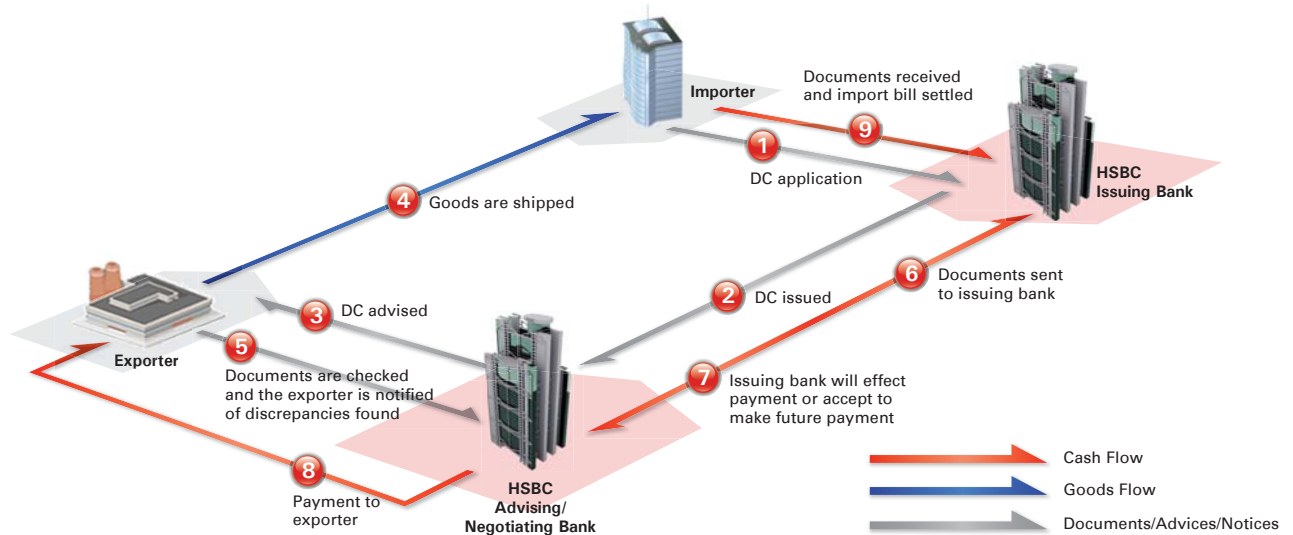 Documents received
and import bill settled
Importer
9
1
DC application
HSBC
Issuing Bank
4
Goods are shipped
6
Documents sent
to issuing bank
2
DC issued
3
DC advised
Exporter
5
Documents are checked
and the exporter is notified
of discrepancies found
7
Issuing bank will effect
payment or accept to
make future payment
8
Payment to
exporter
HSBC
Advising/
Negotiating Bank
Cash Flow
Goods Flow
Documents/Advices/Notices